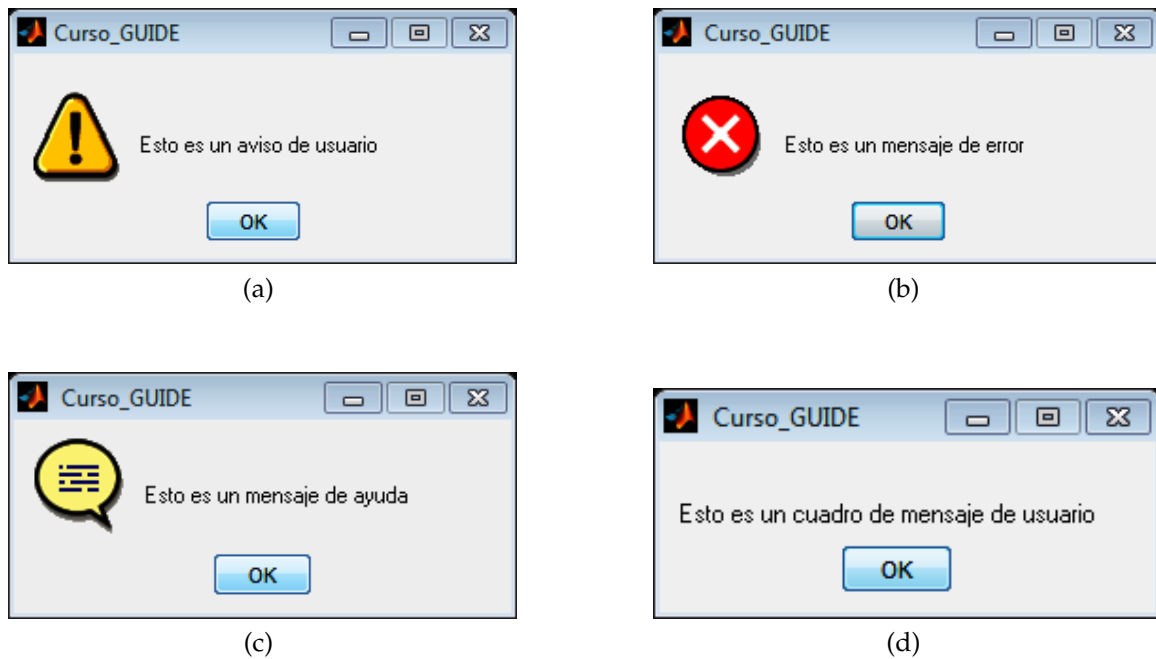 Curso_GUIDE
Esto es un aviso de usuario
OK
(a)
Curso_GUIDE
Esto es un mensaje de error
OK
(b)
Curso_GUIDE
Esto es un mensaje de ayuda
OK
(c)
Curso_GUIDE
Esto es un cuadro de mensaje de usuario
OK
(d)